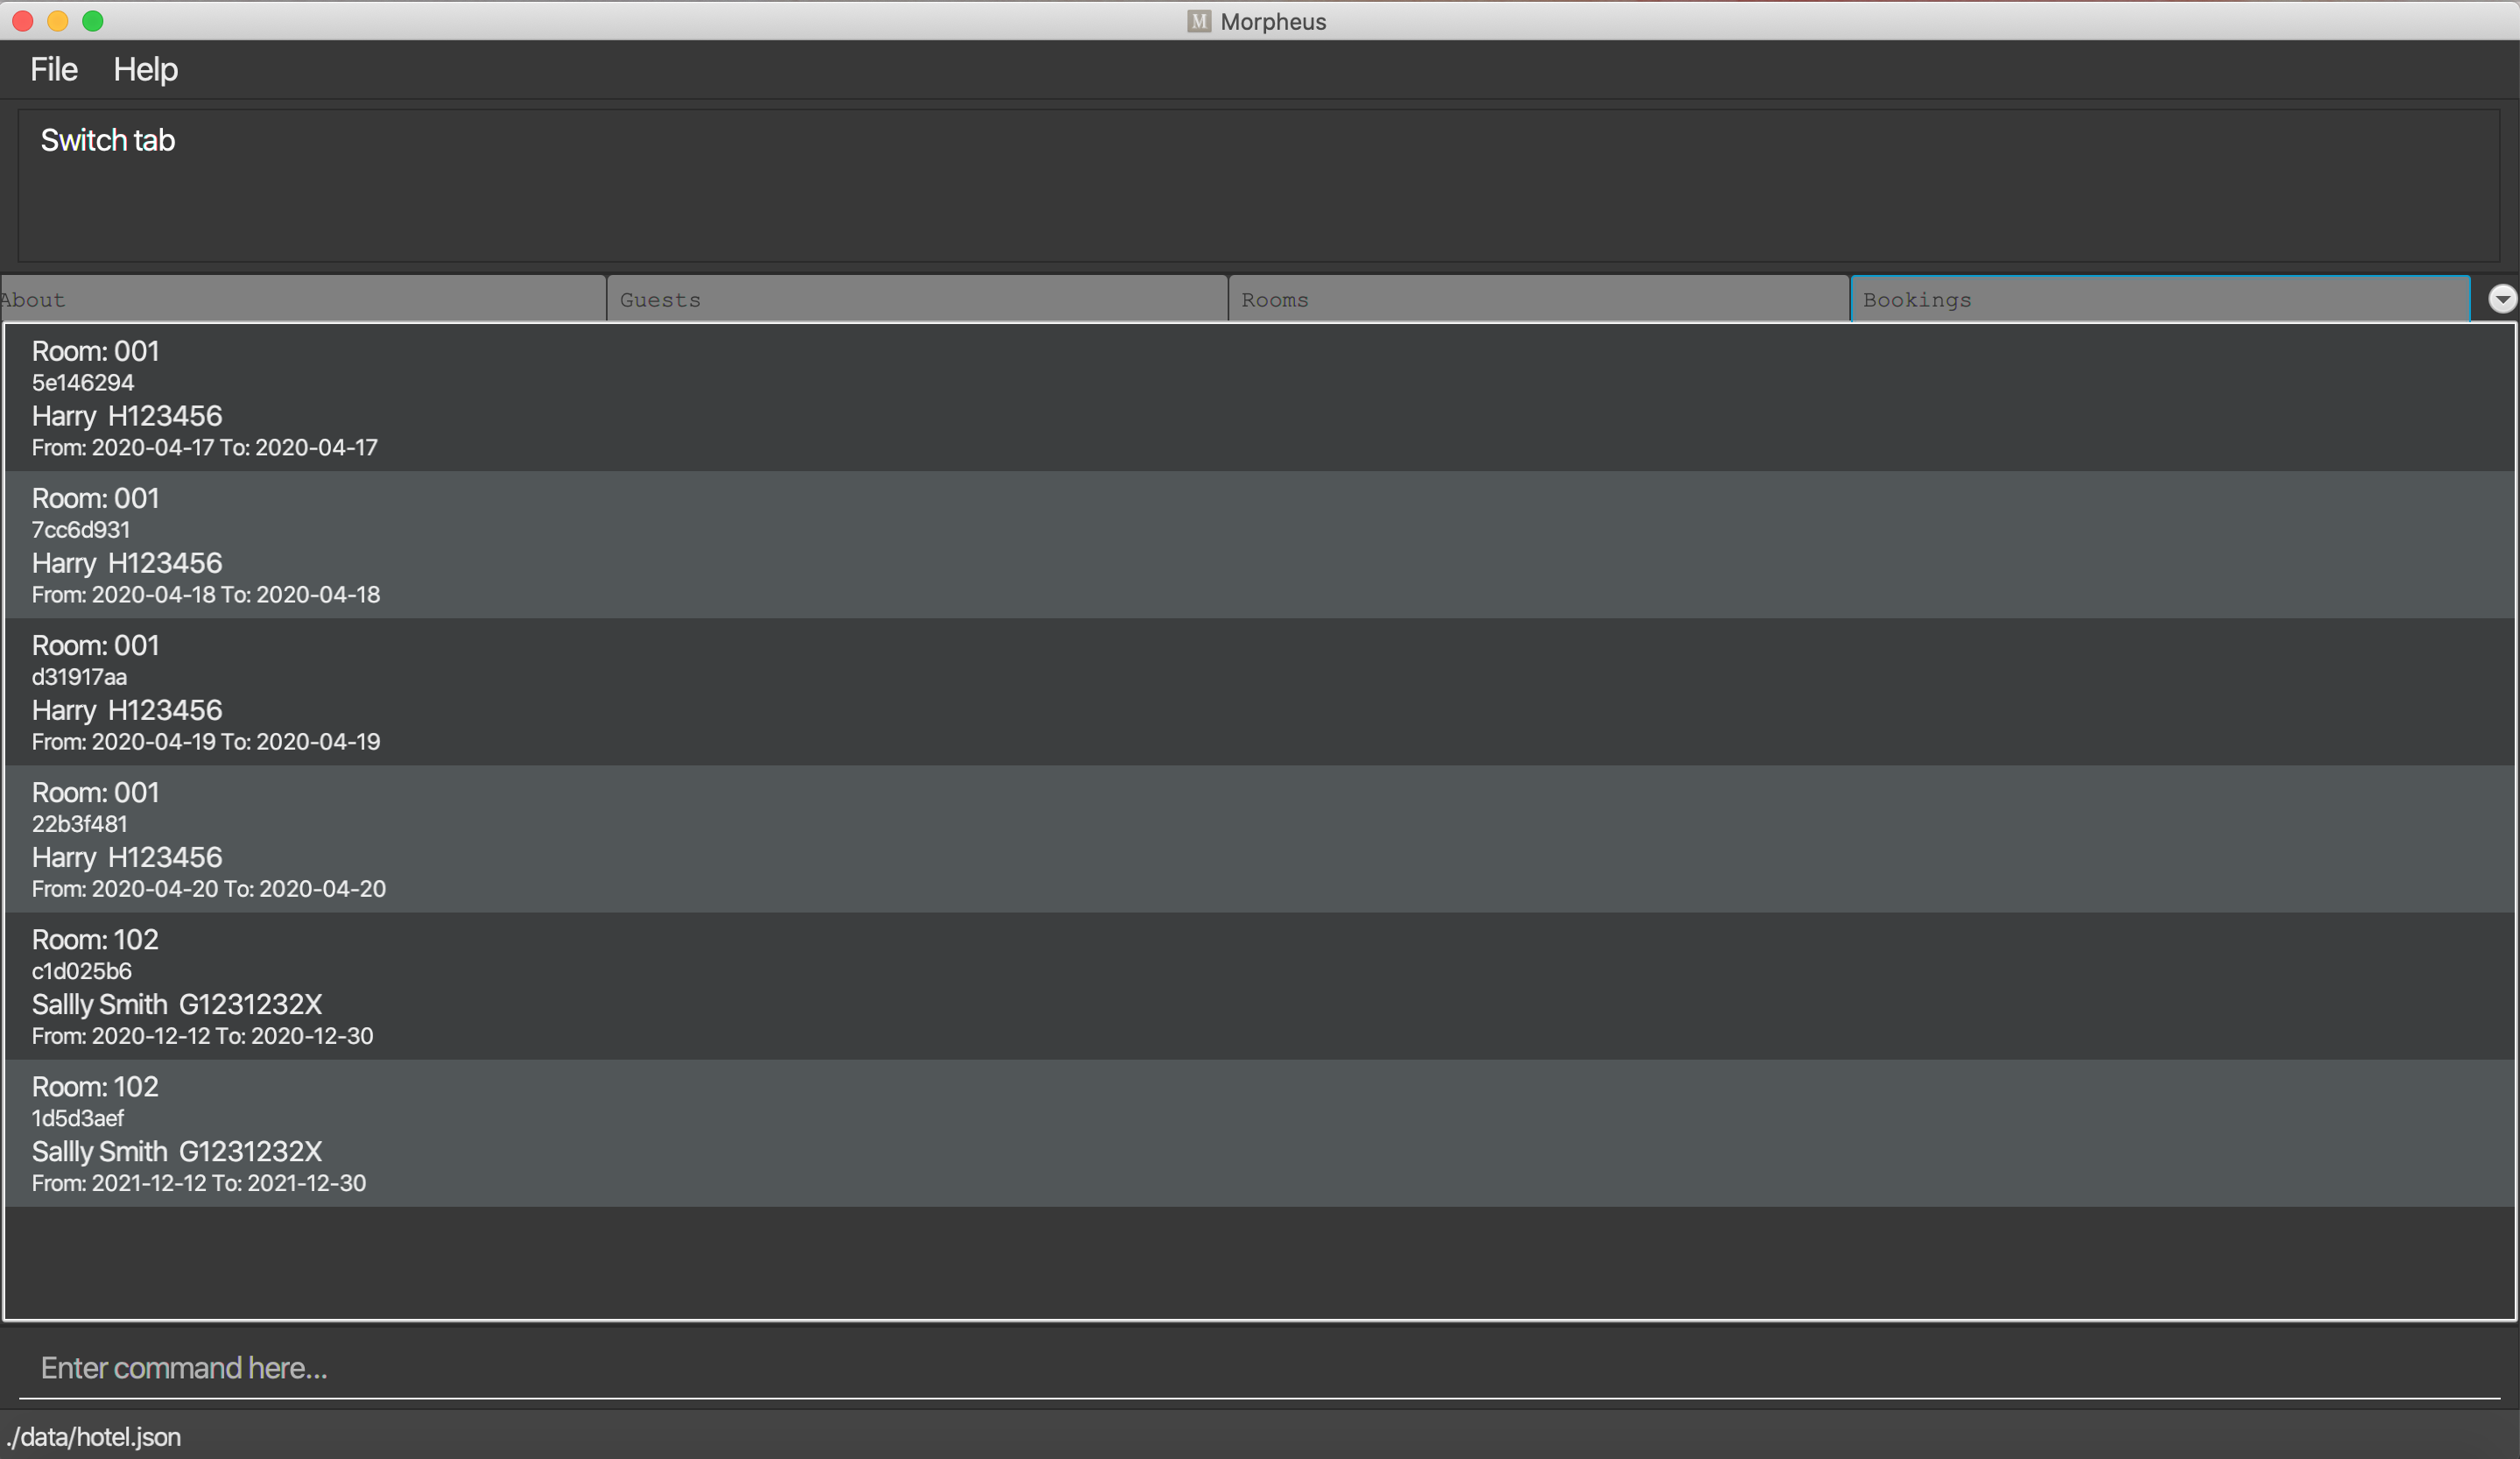 M Morpheus
File Help
Switch tab
About Guests Rooms Bookings
Room: 001
5e146294
Harry H123456
From: 2020-04-17 To: 2020-04-17
Room: 001
7cc6d931
Harry H123456
From: 2020-04-18 To: 2020-04-18
Room: 001
d31917aa
Harry H123456
From: 2020-04-19 To: 2020-04-19
Room: 001
22b3f481
Harry H123456
From: 2020-04-20 To: 2020-04-20
Room: 102
c1d025b6
Sallly Smith G1231232X
From: 2020-12-12 To: 2020-12-30
Room: 102
1d5d3aef
Sallly Smith G1231232X
From: 2021-12-12 To: 2021-12-30
Enter command here...
./data/hotel.json